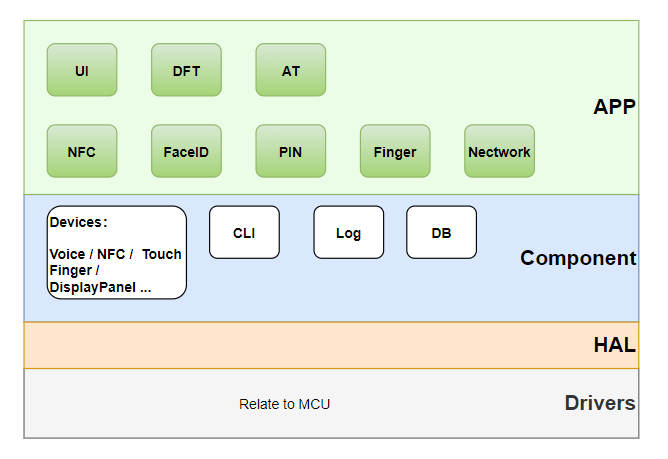 UI
DFT
AT
APP
NFC
FaceID
PIN
Finger
Nectwork
Devices:
Voice / NFC / Touch
Finger /
DisplayPanel ...
CLI
Log
DB
Component
HAL
Relate to MCU
Drivers